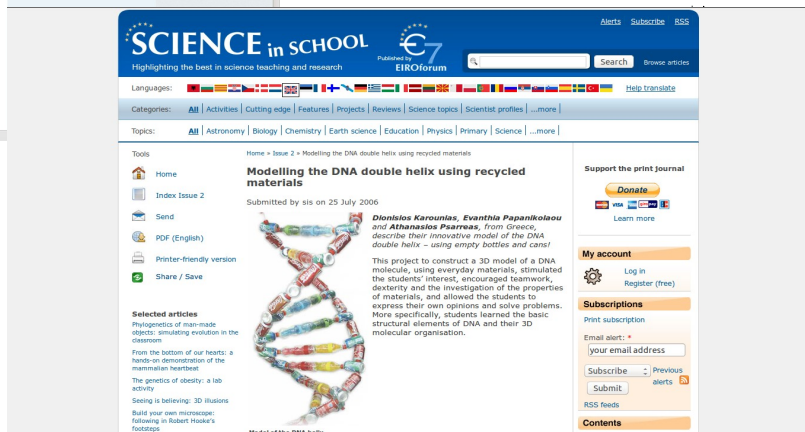 Alerts Subscribe RSS
SCIENCE in SCHOOL
Published by
EIROforum
7
Highlighting the best in science teaching and research
Search Browse articles
Languages:
Help translate
Categories: All | Activities | Cutting edge | Features | Projects | Reviews | Science topics | Scientist profiles | ...more |
Topics: All | Astronomy | Biology | Chemistry | Earth science | Education | Physics | Primary | Science | ...more |
Tools
Home
Index Issue 2
Send
PDF (English)
Printer-friendly version
Share / Save
Selected articles
Phylogenetics of man-made
objects: simulating evolution in the
classroom
From the bottom of our hearts: a
hands-on demonstration of the
mammalian heartbeat
The genetics of obesity: a lab
activity
Seeing is believing: 3D illusions
Build your own microscope:
following in Robert Hooke's
footsteps
Home » Issue 2 » Modelling the DNA double helix using recycled materials
Modelling the DNA double helix using recycled
materials
Submitted by sis on 25 July 2006
Dionisios Karounias, Evanthia Papanikolaou
and Athanasios Psarreas, from Greece,
describe their innovative model of the DNA
double helix – using empty bottles and cans!
This project to construct a 3D model of a DNA
molecule, using everyday materials, stimulated
the students' interest, encouraged teamwork,
dexterity and the investigation of the properties
of materials, and allowed the students to
express their own opinions and solve problems.
More specifically, students learned the basic
structural elements of DNA and their 3D
molecular organisation.
Model of the DNA helix
Support the print journal
Donate
VISA
Learn more
My account
Log in
Register (free)
Subscriptions
Print subscription
Email alert: *
your email address
Subscribe
Previous
alerts
Submit
RSS feeds
Contents